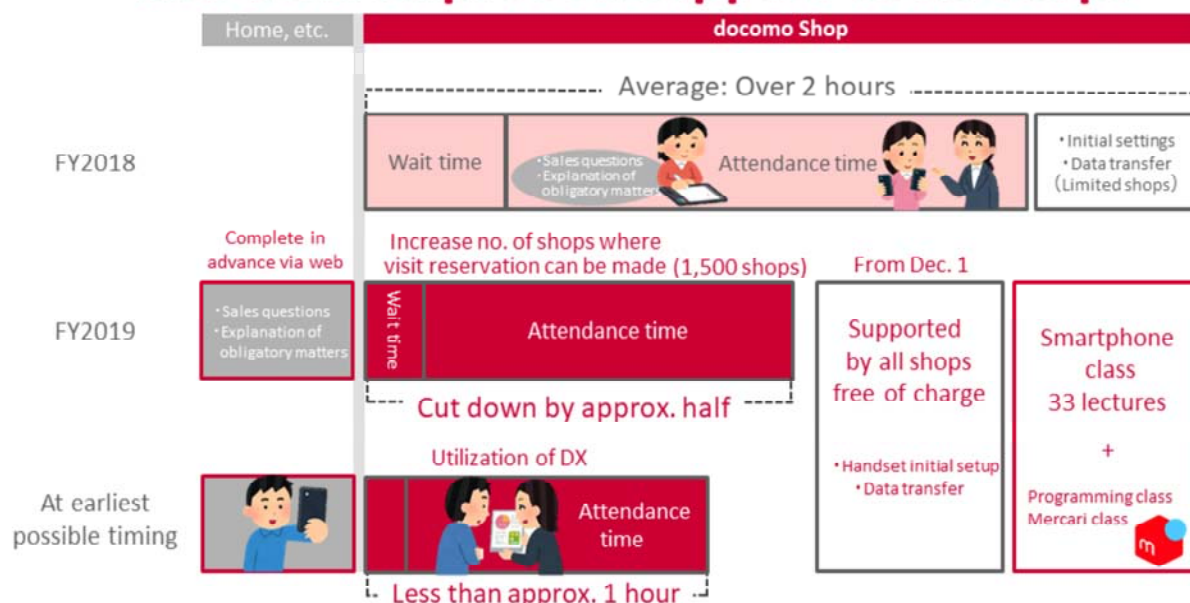 Home, etc.
docomo Shop
Average: Over 2 hours
FY2018
Wait time
・Sales questions
・Explanation of
obligatory matters
Attendance time
・Initial settings
・Data transfer
(Limited shops)
Complete in
advance via web
Increase no. of shops where
visit reservation can be made (1,500 shops)
From Dec. 1
FY2019
・Sales questions
・Explanation of
obligatory matters
Wait time
Attendance time
Cut down by approx. half
Supported
by all shops
free of charge
・Handset initial setup
・Data transfer
Smartphone
class
33 lectures
+
Programming class
Mercari class
m
Utilization of DX
At earliest
possible timing
Attendance
time
Less than approx. 1 hour